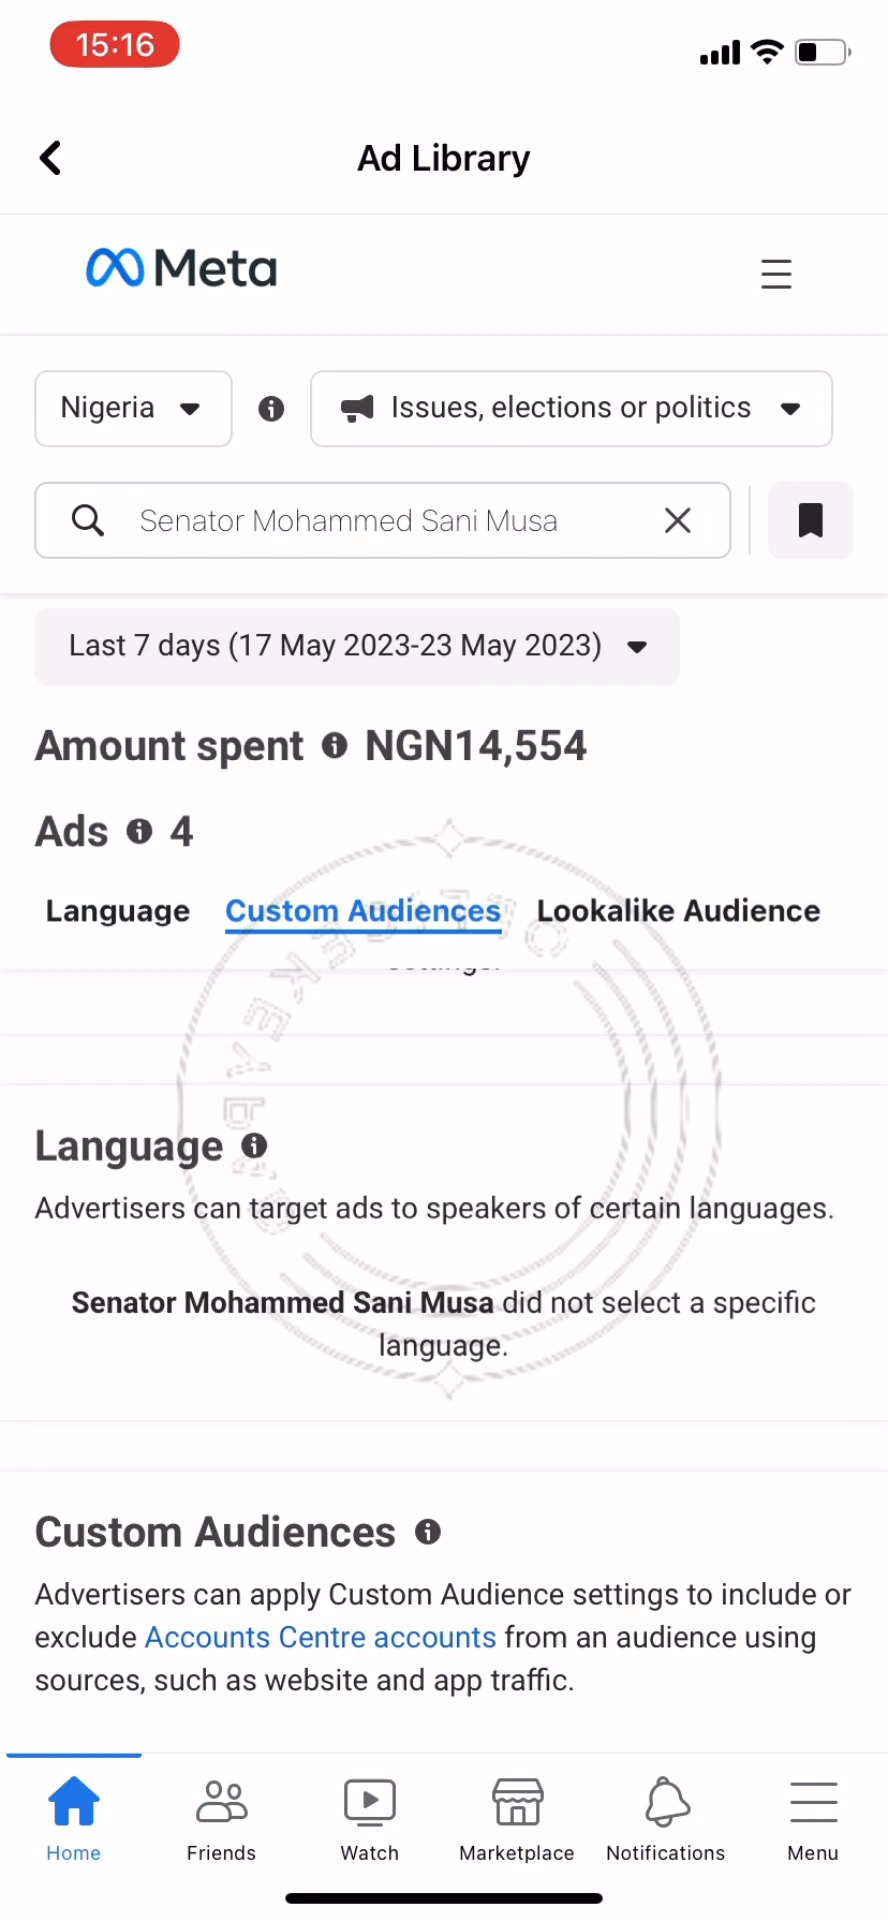 15:16
Ad Library
Meta
Nigeria
Issues, elections or politics
Senator Mohammed Sani Musa
Last 7 days (17 May 2023-23 May 2023)
Amount spent NGN14,554
Ads 4
Language Custom Audiences Lookalike Audience
Language
Advertisers can target ads to speakers of certain languages.
Senator Mohammed Sani Musa did not select a specific
language.
Custom Audiences
Advertisers can apply Custom Audience settings to include or
exclude Accounts Centre accounts from an audience using
sources, such as website and app traffic.
Home Friends Watch Marketplace Notifications Menu